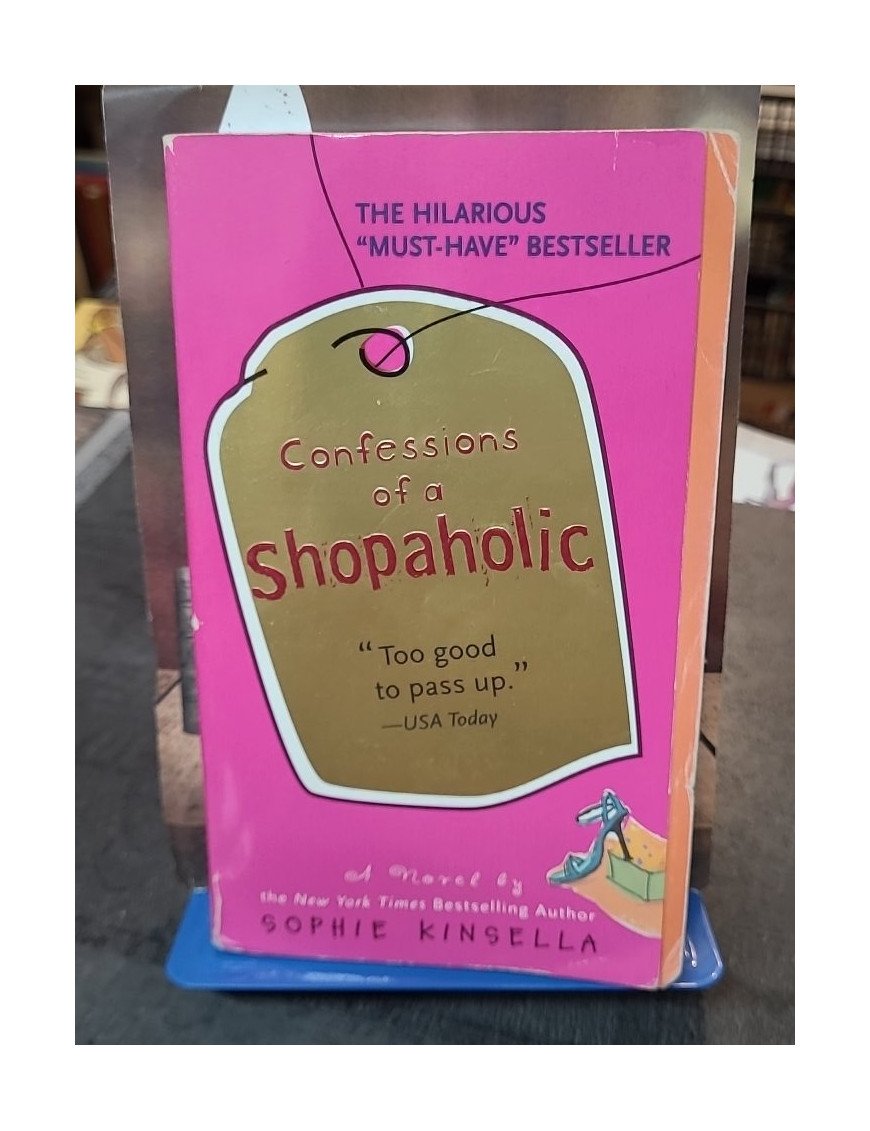 THE HILARIOUS
“MUST-HAVE” BESTSELLER
Confessions
of a
Shopaholic
“Too good
to pass up.”
—USA Today
A Novel by
the New York Times Bestselling Author
SOPHIE KINSELLA